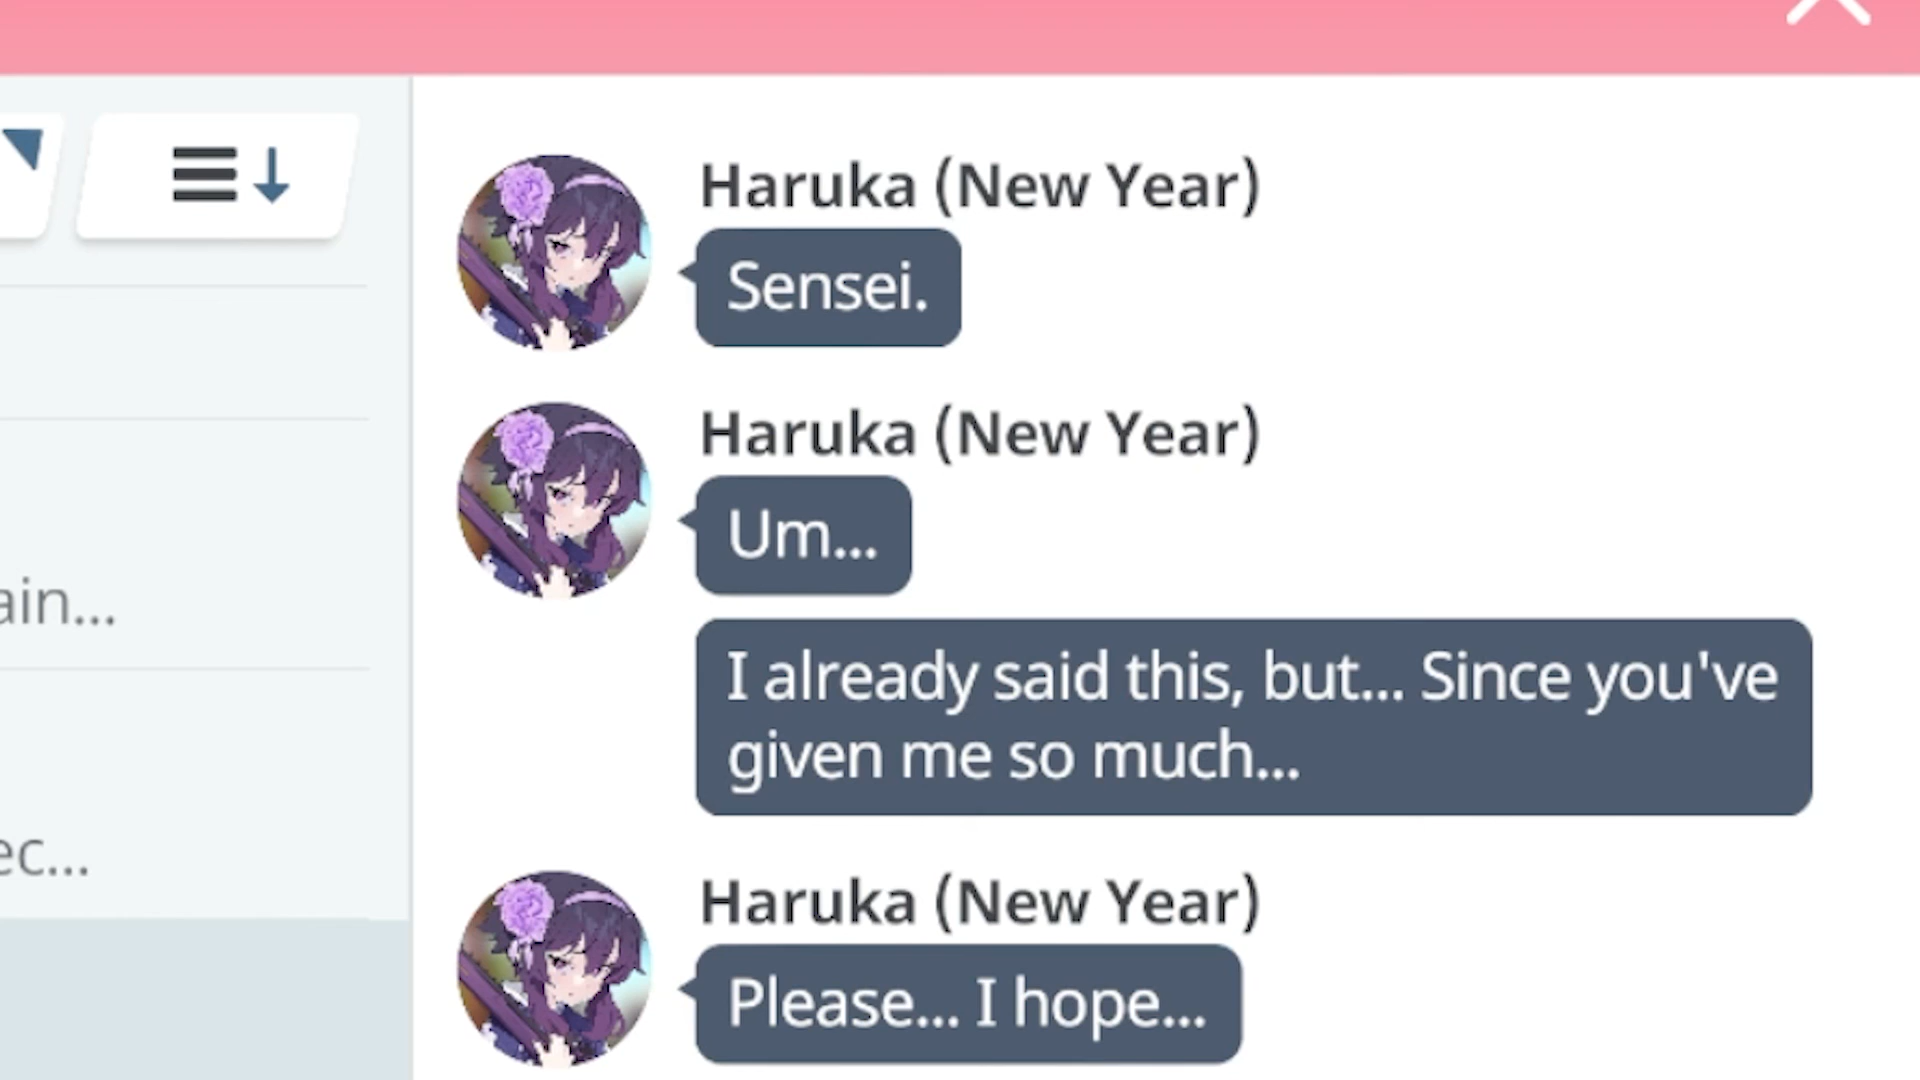 Haruka (New Year)
Sensei.
Haruka (New Year)
Um...
ain...
I already said this, but... Since you've
given me so much...
ec...
Haruka (New Year)
Please... I hope...